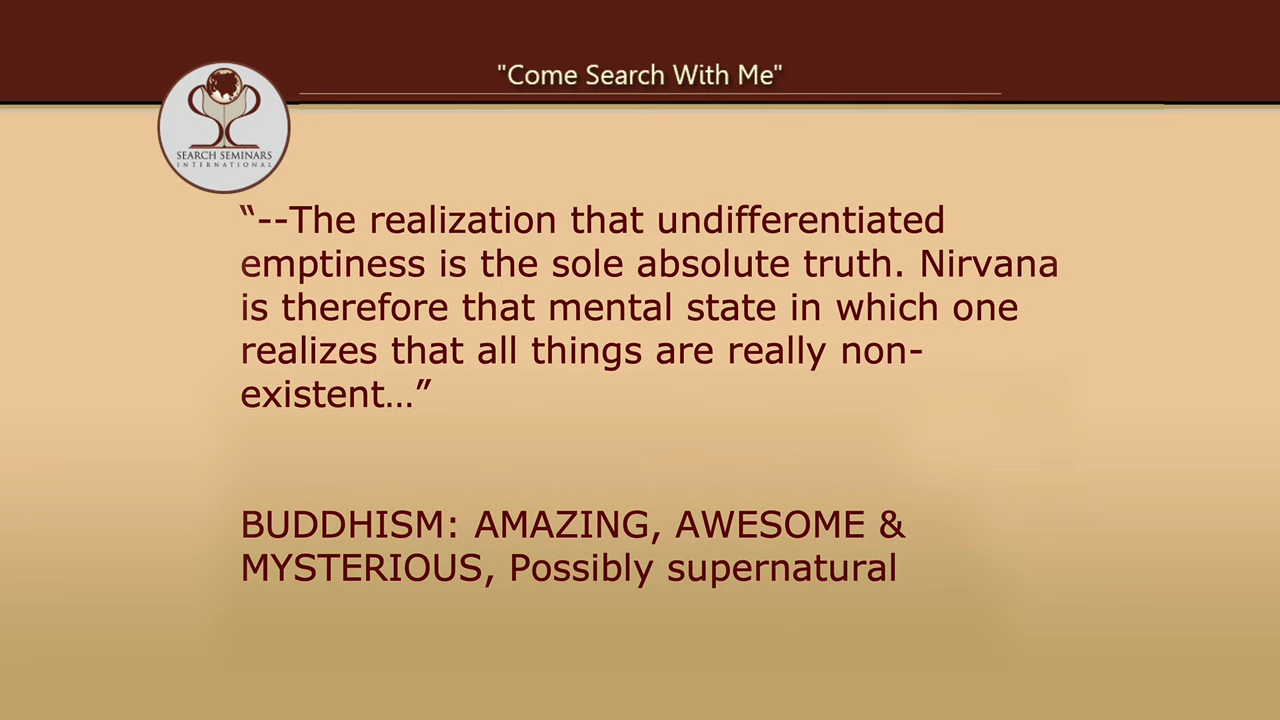 "Come Search With Me"
SEARCH SEMINARS
INTERNATIONAL
“--The realization that undifferentiated
emptiness is the sole absolute truth. Nirvana
is therefore that mental state in which one
realizes that all things are really non-
existent…”
BUDDHISM: AMAZING, AWESOME &
MYSTERIOUS, Possibly supernatural